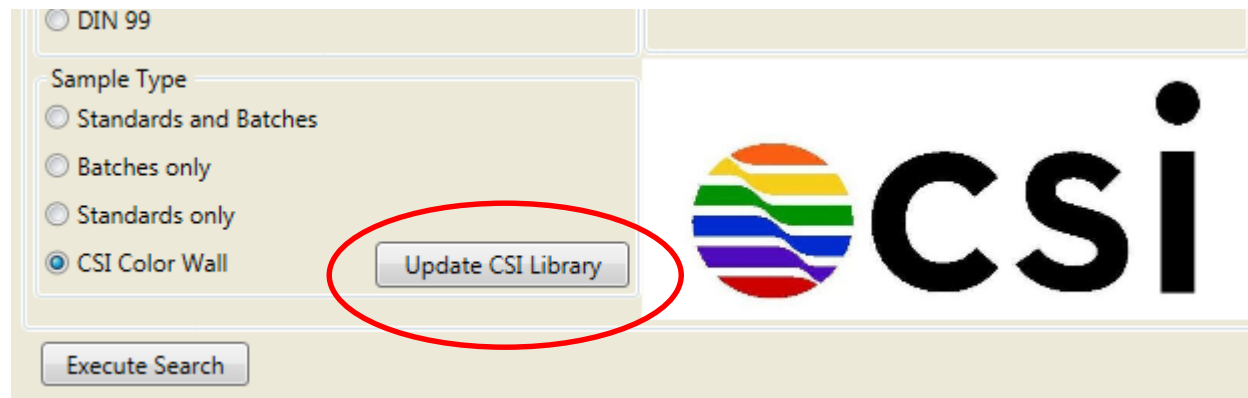 DIN 99
Sample Type
Standards and Batches
Batches only
Standards only
CSI Color Wall
Update CSI Library
csi
Execute Search